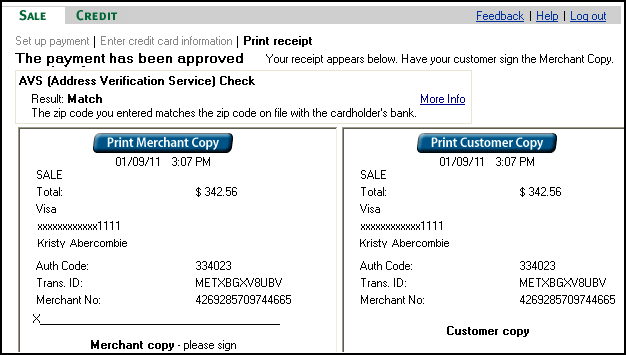 SALE CREDIT Feedback | Help | Log out
Set up payment | Enter credit card information | Print receipt
The payment has been approved Your receipt appears below. Have your customer sign the Merchant Copy.
AVS (Address Verification Service) Check
Result: Match More Info
The zip code you entered matches the zip code on file with the cardholder's bank.
Print Merchant Copy
01/09/11 3:07 PM
SALE
Total: $ 342.56
Visa
xxxxxxxxxxxx1111
Kristy Abercombie
Auth Code: 334023
Trans. ID: METXBGXV8UBV
Merchant No: 4269285709744665
X
Merchant copy - please sign
Print Customer Copy
01/09/11 3:07 PM
SALE
Total: $ 342.56
Visa
xxxxxxxxxxxx1111
Kristy Abercombie
Auth Code: 334023
Trans. ID: METXBGXV8UBV
Merchant No: 4269285709744665
Customer copy